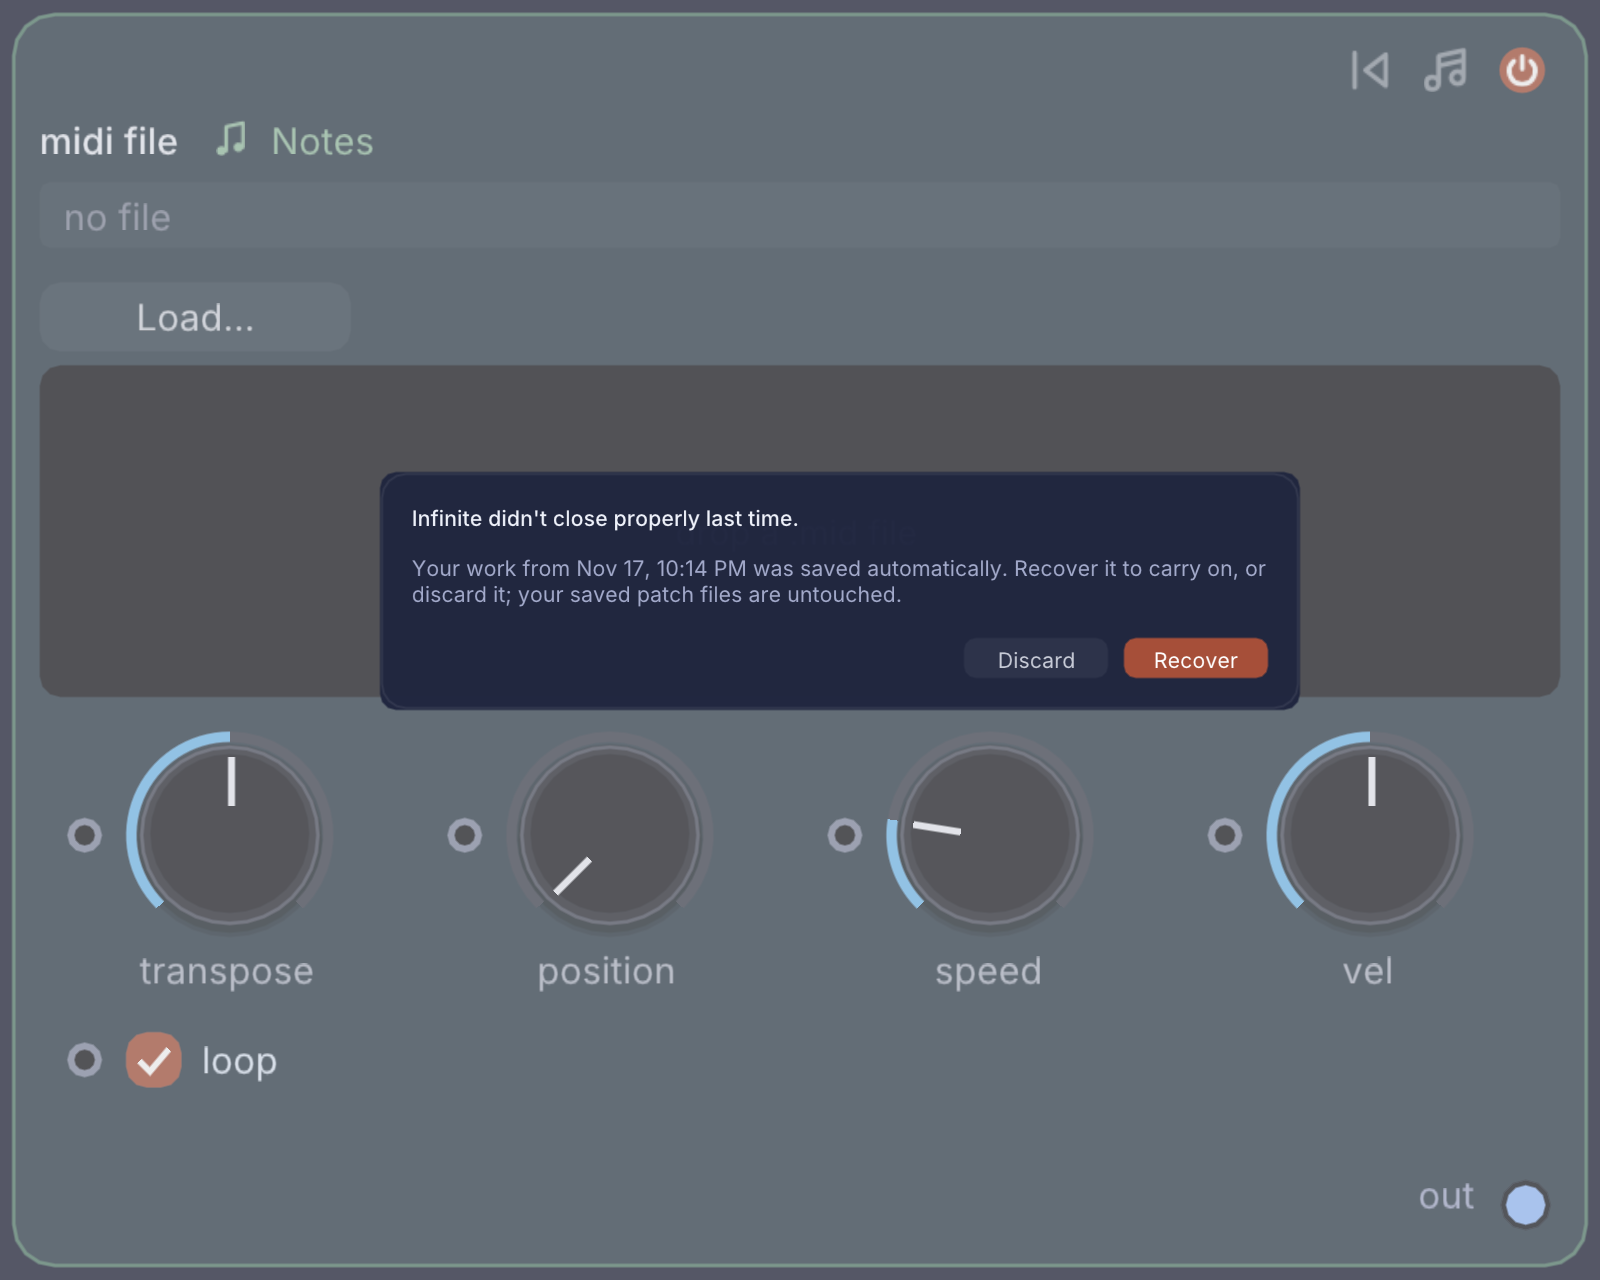 midi file
Notes
no file
Load...
Infinite didn't close properly last time.
Your work from Nov 17, 10:14 PM was saved automatically. Recover it to carry on, or
discard it; your saved patch files are untouched.
Discard
Recover
transpose
position
speed
vel
loop
out